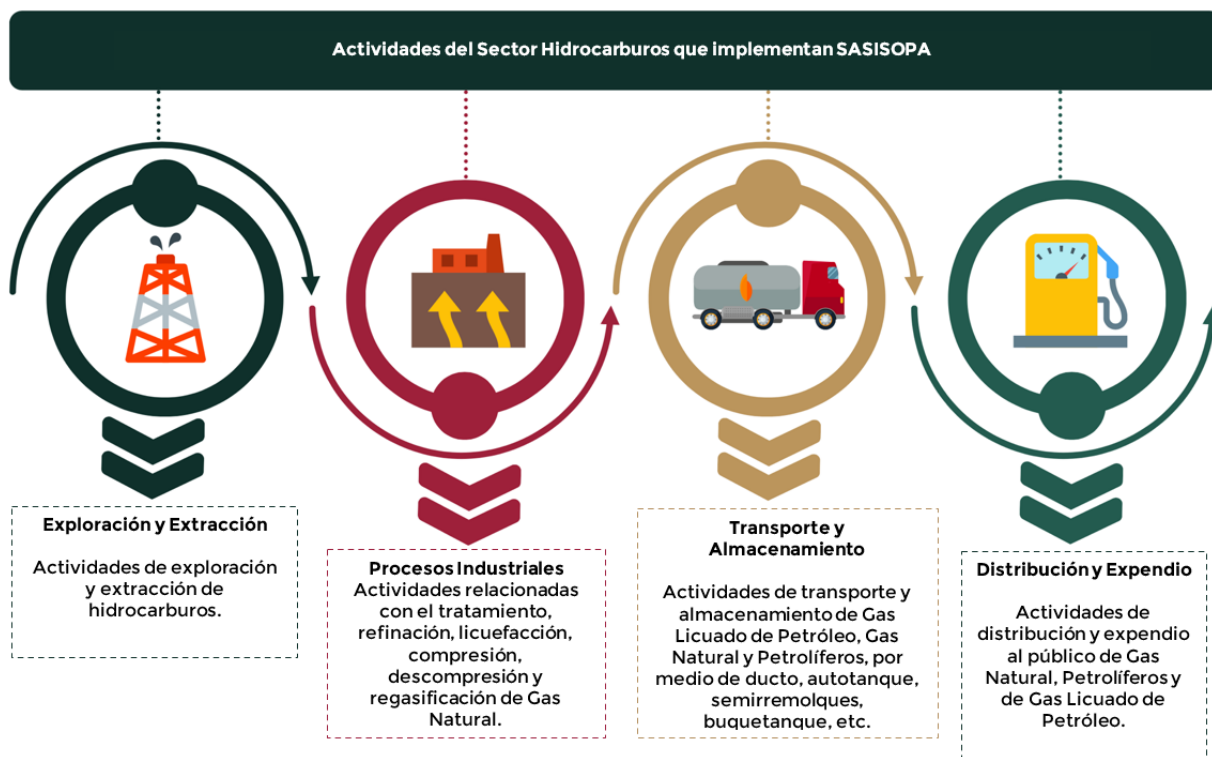 Actividades del Sector Hidrocarburos que implementan SASISOPA
Exploración y Extracción
Actividades de exploración
y extracción de
hidrocarburos.
Procesos Industriales
Actividades relacionadas
con el tratamiento,
refinación, licuefacción,
compresión,
descompresión y
regasificación de Gas
Natural.
Transporte y
Almacenamiento
Actividades de transporte y
almacenamiento de Gas
Licuado de Petróleo, Gas
Natural y Petrolíferos, por
medio de ducto, autotanque,
semirremolques,
buquetanque, etc.
Distribución y Expendio
Actividades de
distribución y expendio
al público de Gas
Natural, Petrolíferos y
de Gas Licuado de
Petróleo.